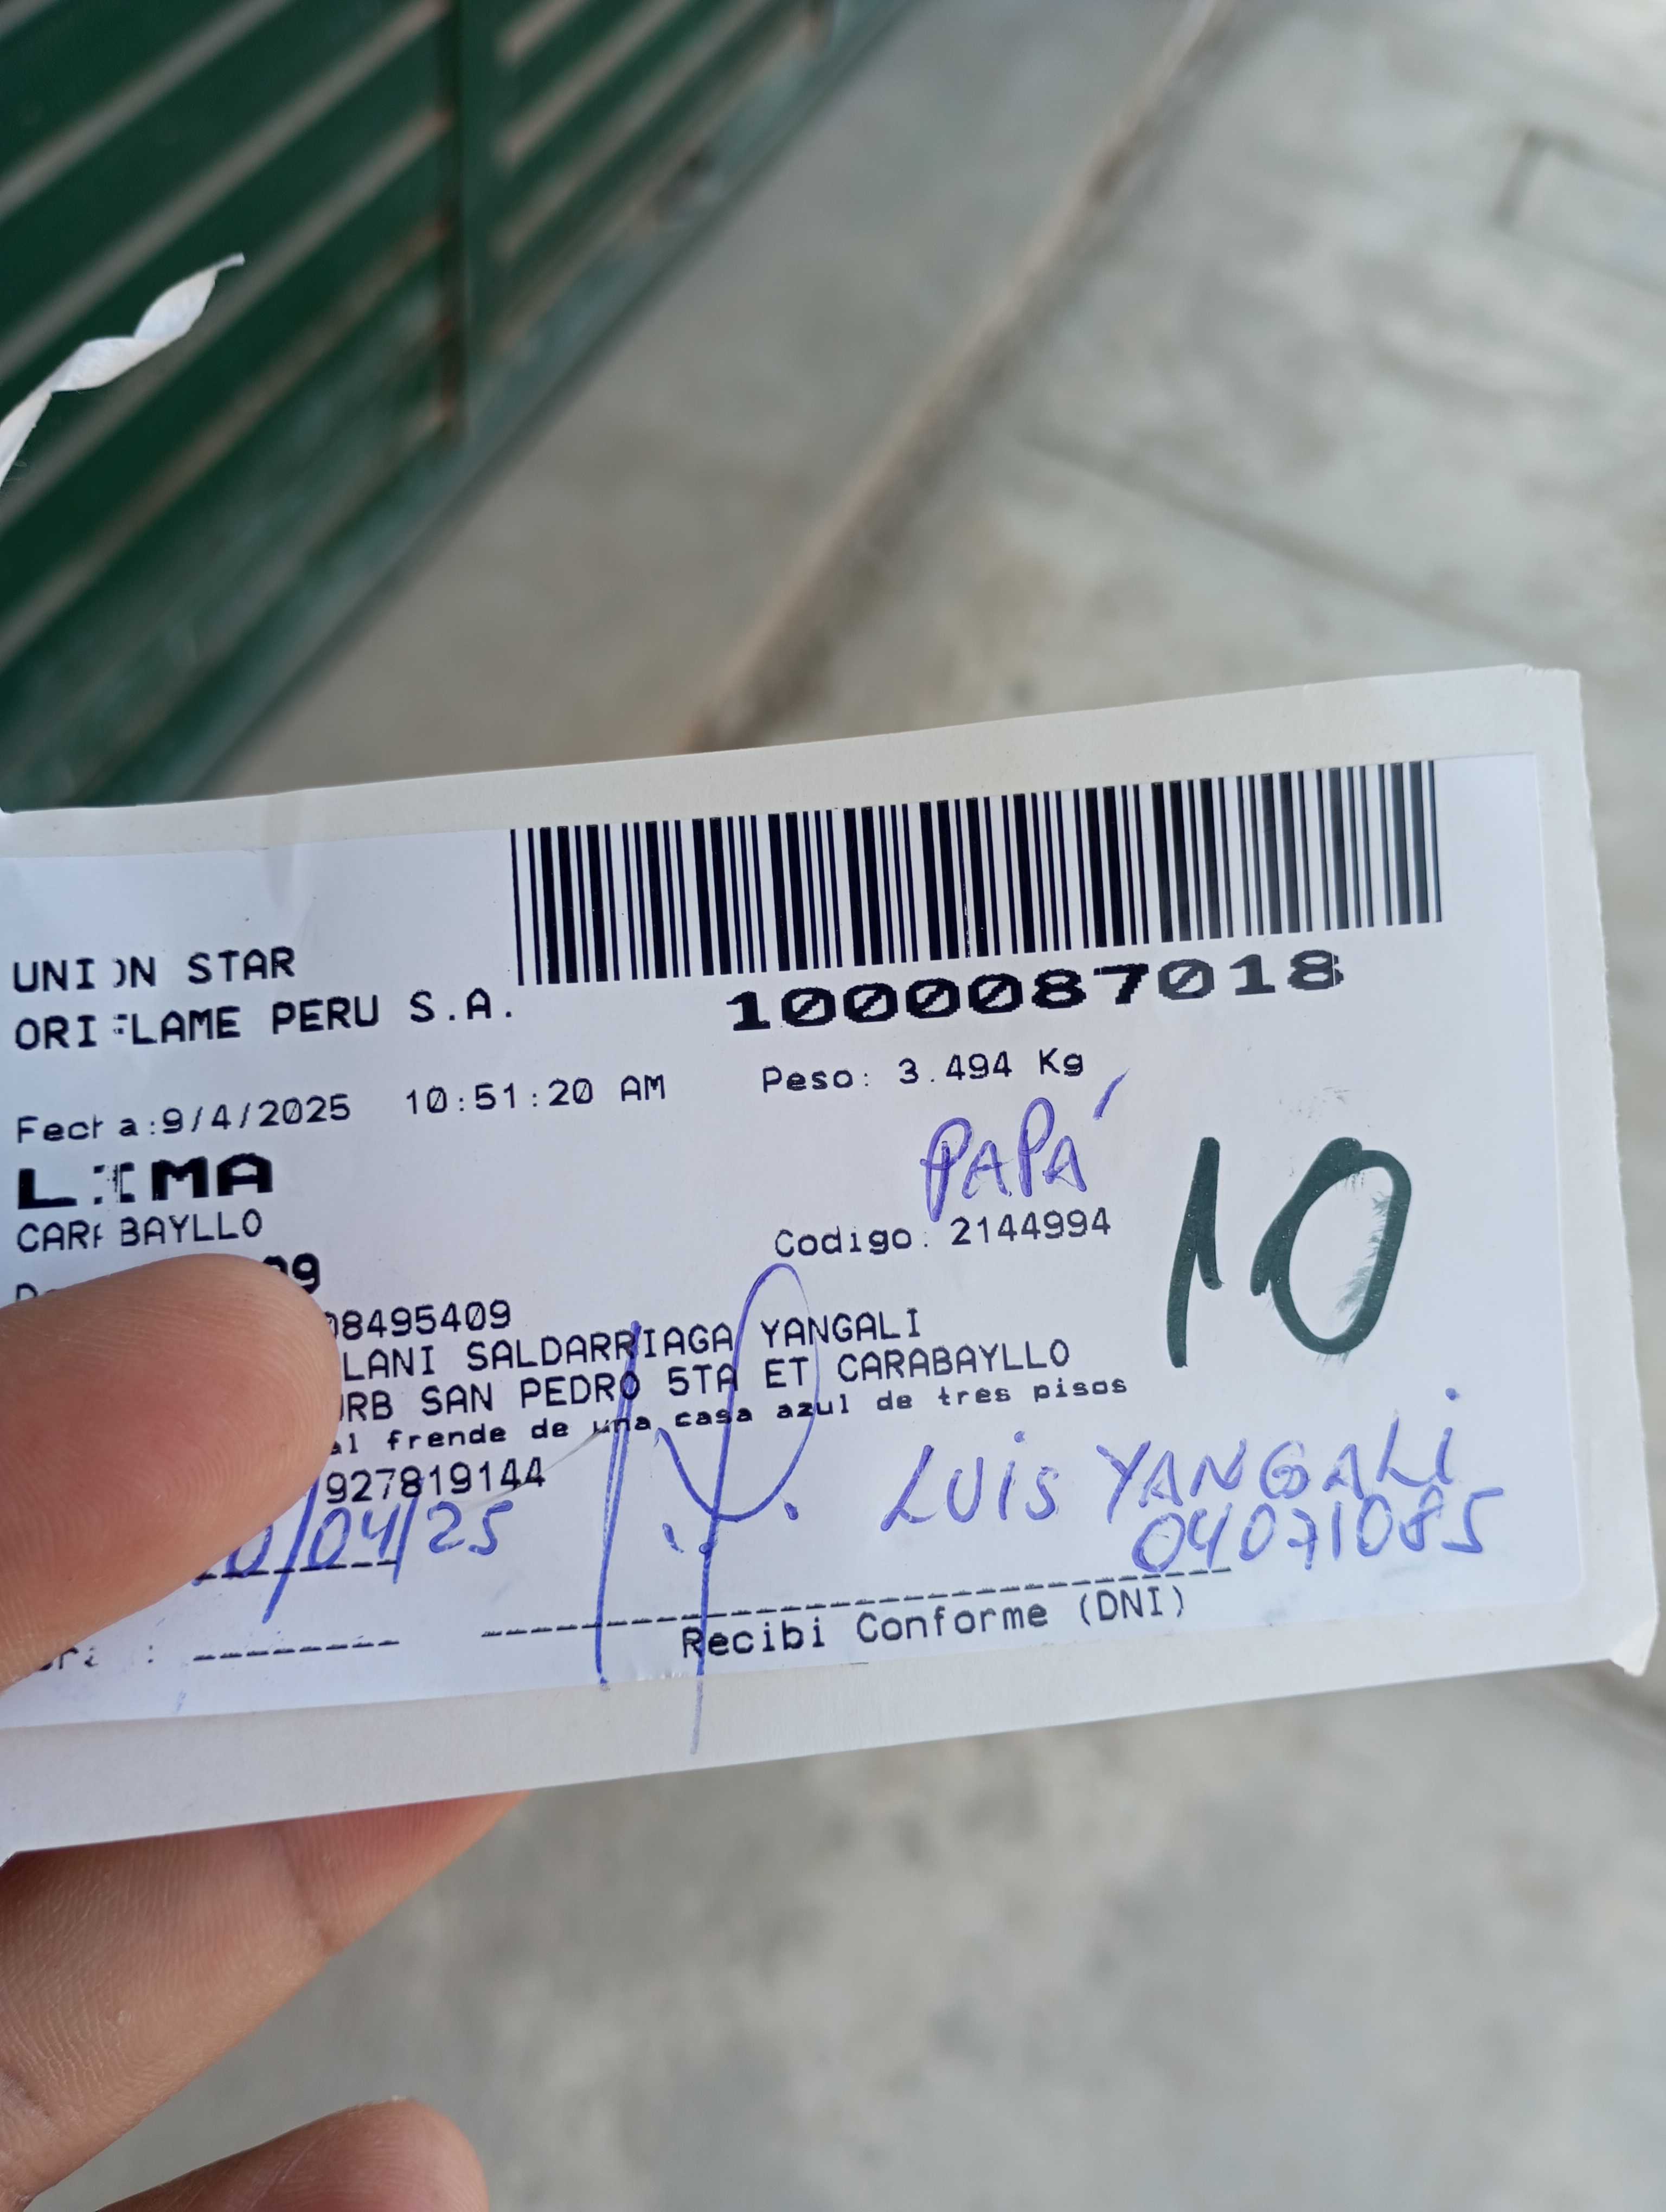 UNION STAR
ORIFLAME PERU S.A.
1000087018
Fecha:9/4/2025 10:51:20 AM Peso: 3.494 Kg
PAPÁ
LIMA
CARABAYLLO
Codigo: 2144994
10
08495409
LANI SALDARRIAGA YANGALI
URB SAN PEDRO 5TA ET CARABAYLLO
al frende de una casa azul de tres pisos
927819144
/04/25
LUIS YANGALI
04071085
Recibi Conforme (DNI)